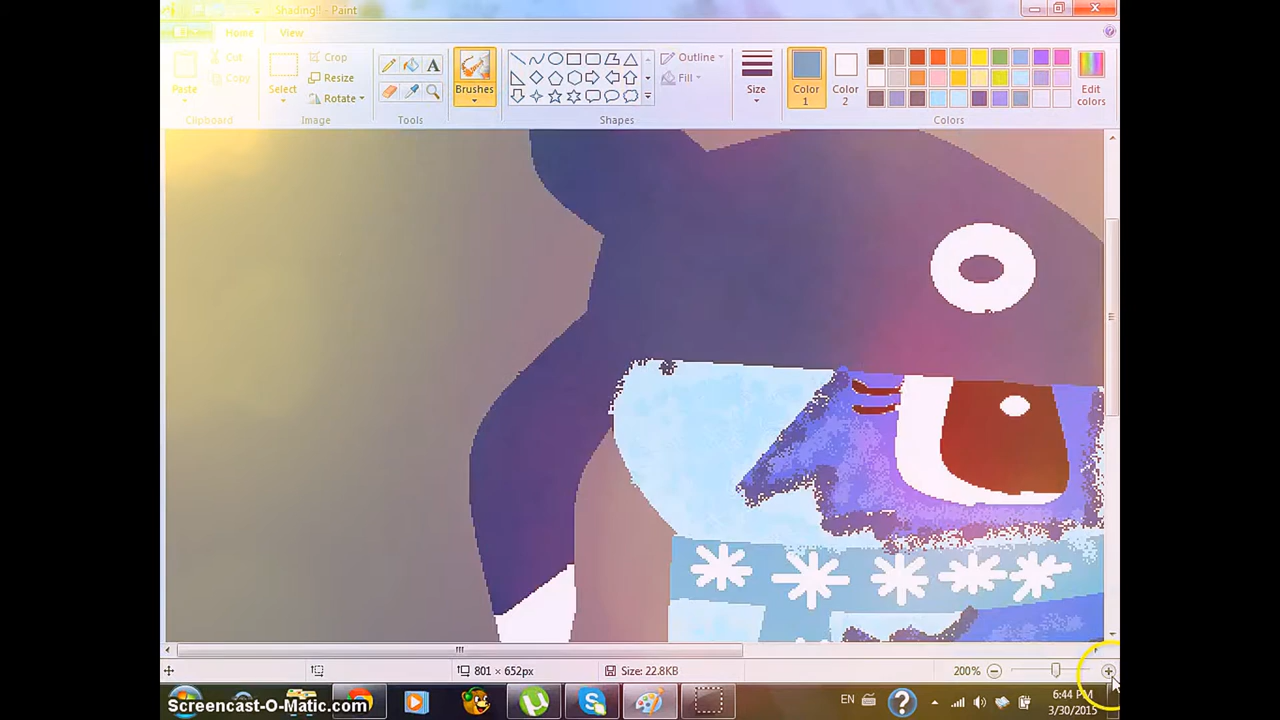 Shading!! - Paint
Home View
Paste Cut Copy Clipboard
Select Crop Resize Rotate Image
A Tools
Brushes
Outline Fill Shapes
Size
Color 1
Color 2
Edit colors
Colors
801 × 652px Size: 22.8KB 200%
EN 6:44 PM
3/30/2015
Screencast-O-Matic.com